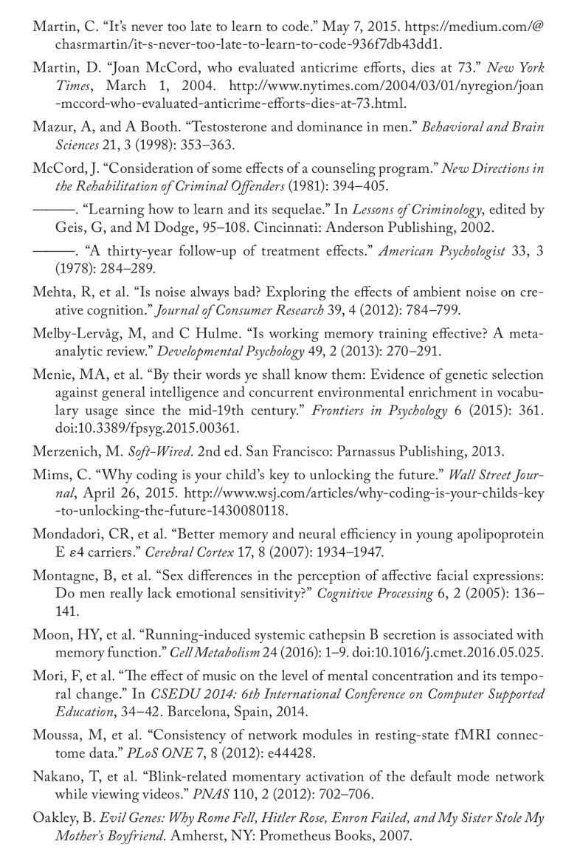 Martin, C. “It’s never too late to learn to code.” May 7, 2015. https://medium.com/@
chasrmartin/it-s-never-too-late-to-learn-to-code-936f7db43dd1.
Martin, D. “Joan McCord, who evaluated anticrime efforts, dies at 73.” New York
Times, March 1, 2004. http://www.nytimes.com/2004/03/01/nyregion/joan
-mccord-who-evaluated-anticrime-efforts-dies-at-73.html.
Mazur, A, and A Booth. “Testosterone and dominance in men.” Behavioral and Brain
Sciences 21, 3 (1998): 353–363.
McCord, J. “Consideration of some effects of a counseling program.” New Directions in
the Rehabilitation of Criminal Offenders (1981): 394–405.
———. “Learning how to learn and its sequelae.” In Lessons of Criminology, edited by
Geis, G, and M Dodge, 95–108. Cincinnati: Anderson Publishing, 2002.
———. “A thirty-year follow-up of treatment effects.” American Psychologist 33, 3
(1978): 284–289.
Mehta, R, et al. “Is noise always bad? Exploring the effects of ambient noise on cre-
ative cognition.” Journal of Consumer Research 39, 4 (2012): 784–799.
Melby-Lervåg, M, and C Hulme. “Is working memory training effective? A meta-
analytic review.” Developmental Psychology 49, 2 (2013): 270–291.
Menie, MA, et al. “By their words ye shall know them: Evidence of genetic selection
against general intelligence and concurrent environmental enrichment in vocabu-
lary usage since the mid-19th century.” Frontiers in Psychology 6 (2015): 361.
doi:10.3389/fpsyg.2015.00361.
Merzenich, M. Soft-Wired. 2nd ed. San Francisco: Parnassus Publishing, 2013.
Mims, C. “Why coding is your child’s key to unlocking the future.” Wall Street Jour-
nal, April 26, 2015. http://www.wsj.com/articles/why-coding-is-your-childs-key
-to-unlocking-the-future-1430080118.
Mondadori, CR, et al. “Better memory and neural efficiency in young apolipoprotein
E ε4 carriers.” Cerebral Cortex 17, 8 (2007): 1934–1947.
Montagne, B, et al. “Sex differences in the perception of affective facial expressions:
Do men really lack emotional sensitivity?” Cognitive Processing 6, 2 (2005): 136–
141.
Moon, HY, et al. “Running-induced systemic cathepsin B secretion is associated with
memory function.” Cell Metabolism 24 (2016): 1–9. doi:10.1016/j.cmet.2016.05.025.
Mori, F, et al. “The effect of music on the level of mental concentration and its tempo-
ral change.” In CSEDU 2014: 6th International Conference on Computer Supported
Education, 34–42. Barcelona, Spain, 2014.
Moussa, M, et al. “Consistency of network modules in resting-state fMRI connec-
tome data.” PLoS ONE 7, 8 (2012): e44428.
Nakano, T, et al. “Blink-related momentary activation of the default mode network
while viewing videos.” PNAS 110, 2 (2012): 702–706.
Oakley, B. Evil Genes: Why Rome Fell, Hitler Rose, Enron Failed, and My Sister Stole My
Mother’s Boyfriend. Amherst, NY: Prometheus Books, 2007.